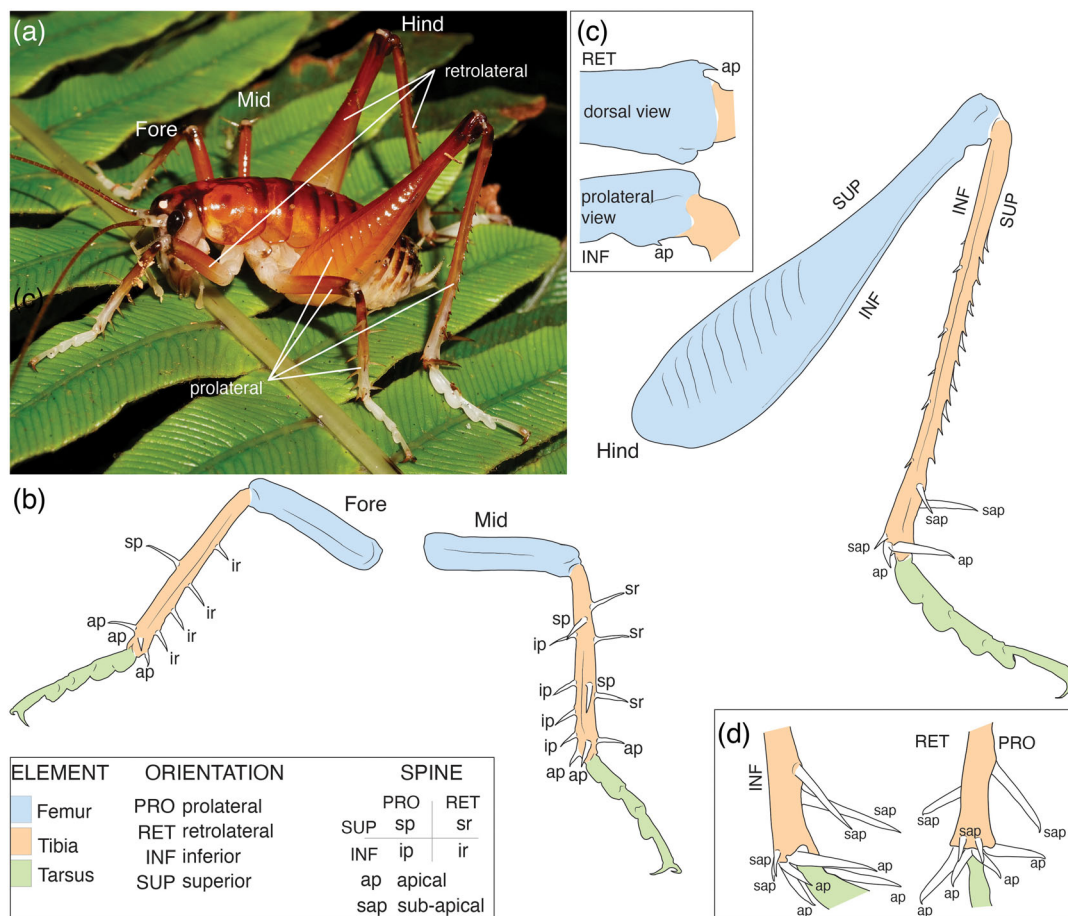 (a)
Hind
retrolateral
Mid
Fore
(c)
prolateral
(c)
RET
ap
dorsal view
prolateral
view
ap
INF
SUP
INF
SUP
INF
Hind
sap
sap
sap
ap
ap
(b)
Fore
sp
ir
ir
ap
ap
ir
ir
ap
Mid
sr
sp
ip
sr
ip
sp
sr
ip
ip
ap
ap
ap
ELEMENT
Femur
Tibia
Tarsus
ORIENTATION
PRO prolateral
RET retrolateral
INF inferior
SUP superior
SPINE
PRO RET
SUP sp sr
INF ip ir
ap apical
sap sub-apical
(d)
INF
sap
sap
sap
sap
ap
ap
ap
ap
RET
PRO
sap
sap
sap
ap
ap
ap
ap